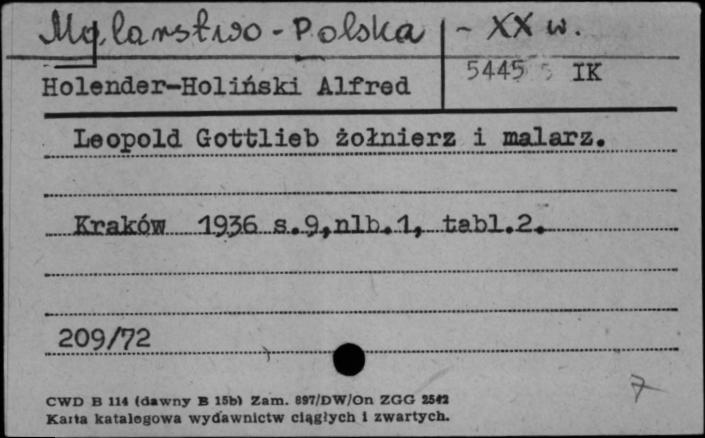 Malarstwo - Polska - XX w.
Holender-Holiński Alfred 5445 IK
Leopold Gottlieb żołnierz i malarz.
Kraków 1936 s.9,nlb.1, tabl.2.
209/72
7
CWD B 114 (dawny B 15b) Zam. 897/DW/On ZGG 2542
Karta katalogowa wydawnictw ciągłych i zwartych.